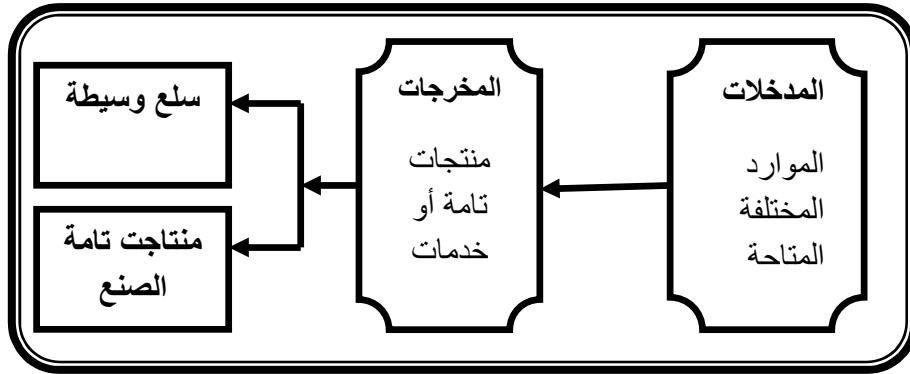 المدخلات
الموارد
المختلفة
المتاحة
المخرجات
منتجات
تامة أو
خدمات
سلع وسيطة
منتاجت تامة
الصنع